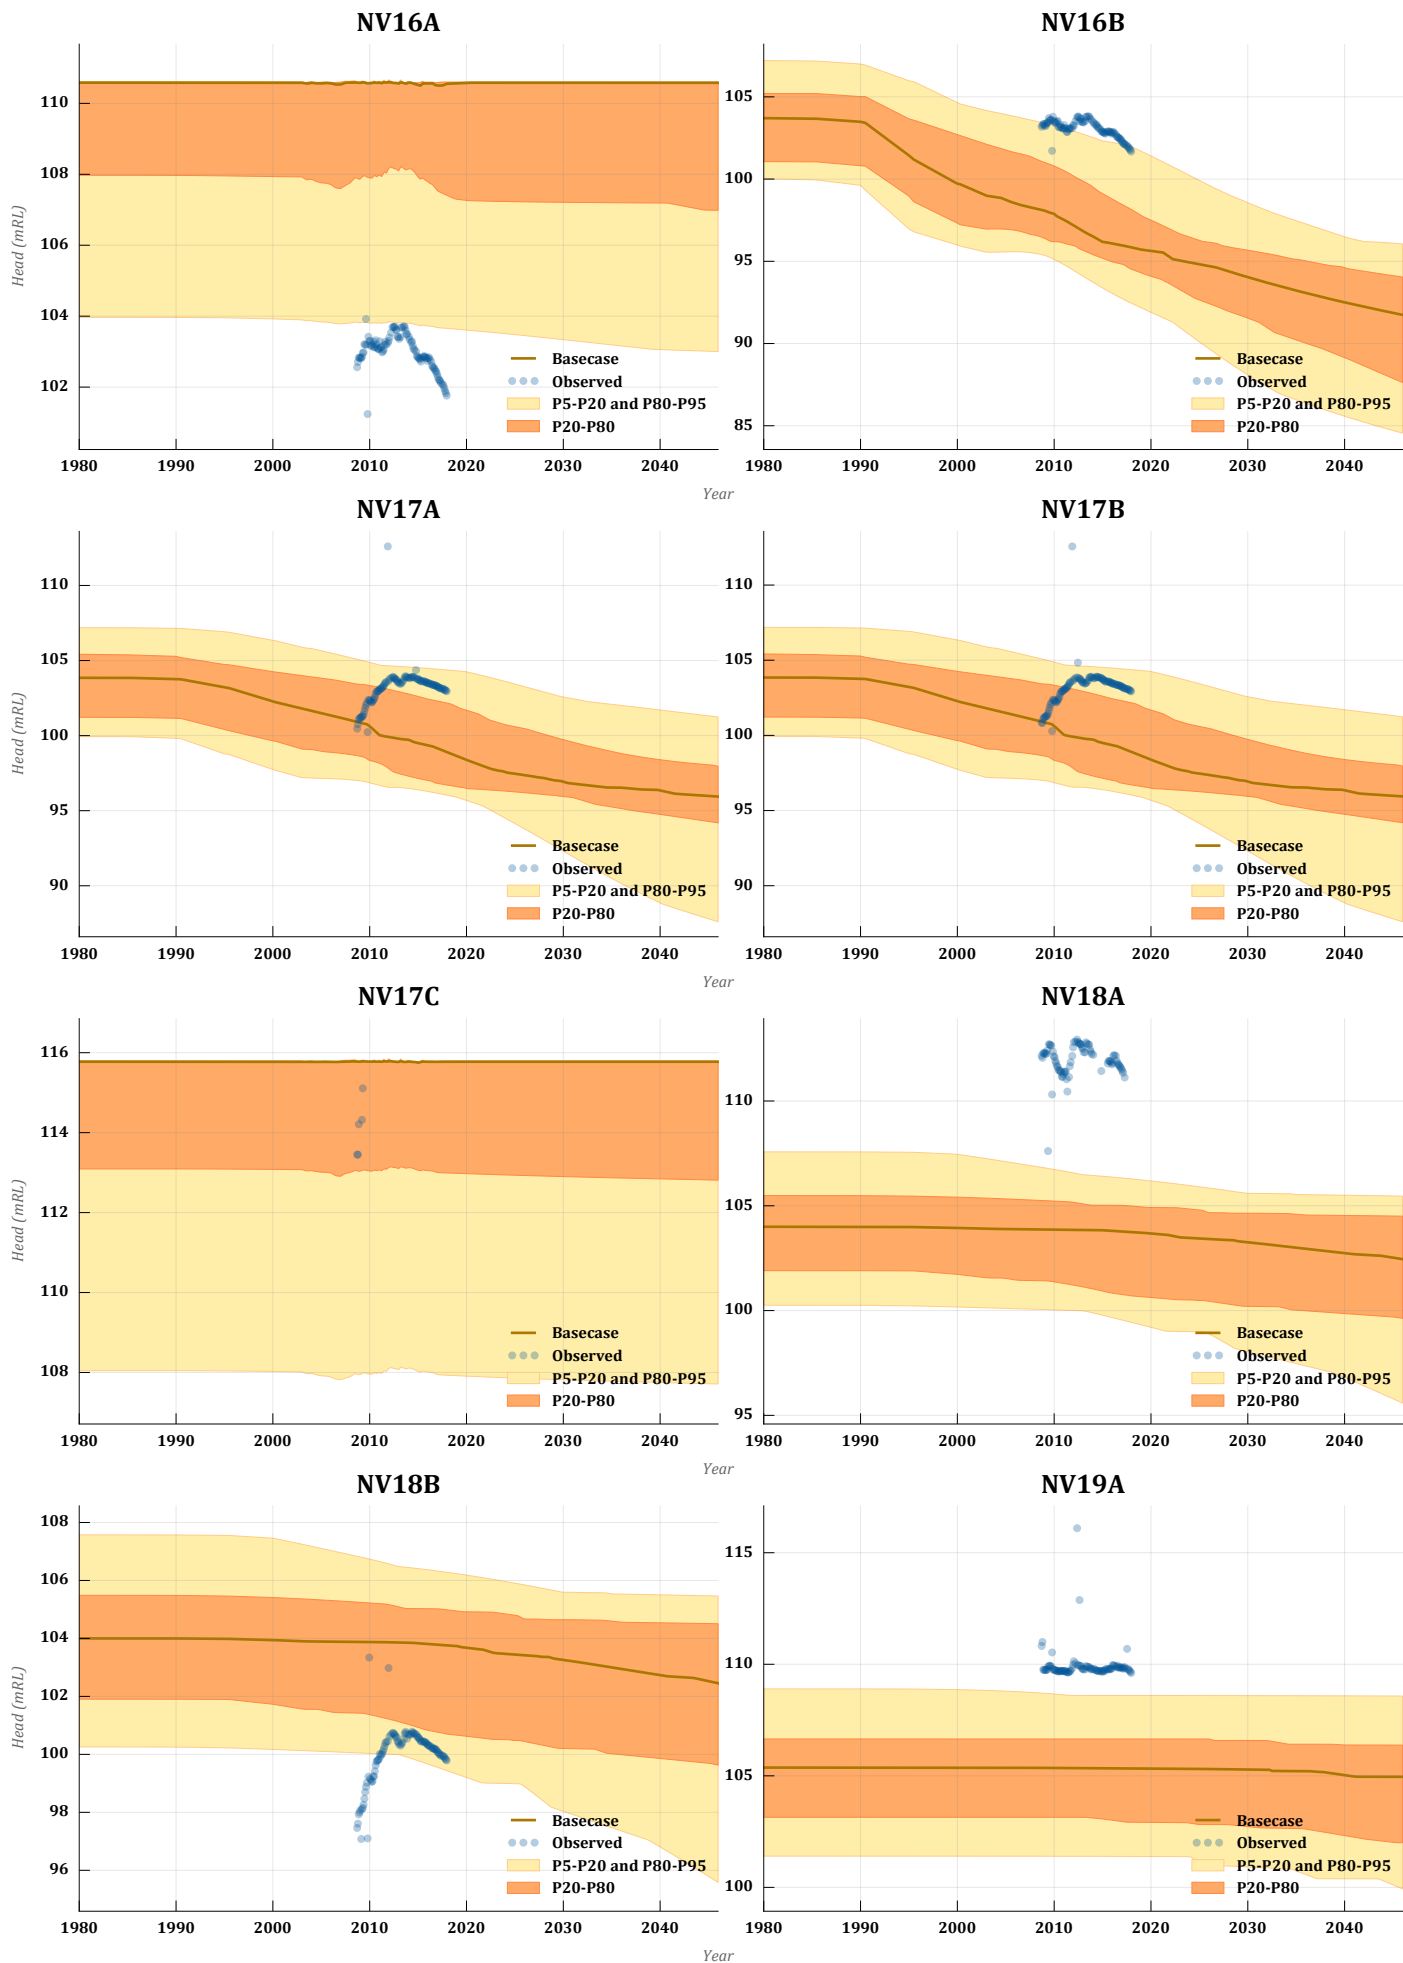 NV16A
NV16B
110
108
106
104
102
Head (mRL)
Basecase
Observed
P5-P20 and P80-P95
P20-P80
1980 1990 2000 2010 2020 2030 2040
105
100
95
90
85
Basecase
Observed
P5-P20 and P80-P95
P20-P80
1980 1990 2000 2010 2020 2030 2040
Year
NV17A
NV17B
110
105
100
95
90
Head (mRL)
Basecase
Observed
P5-P20 and P80-P95
P20-P80
1980 1990 2000 2010 2020 2030 2040
110
105
100
95
90
Basecase
Observed
P5-P20 and P80-P95
P20-P80
1980 1990 2000 2010 2020 2030 2040
Year
NV17C
NV18A
116
114
112
110
108
Head (mRL)
Basecase
Observed
P5-P20 and P80-P95
P20-P80
1980 1990 2000 2010 2020 2030 2040
110
105
100
95
Basecase
Observed
P5-P20 and P80-P95
P20-P80
1980 1990 2000 2010 2020 2030 2040
Year
NV18B
NV19A
108
106
104
102
100
98
96
Head (mRL)
Basecase
Observed
P5-P20 and P80-P95
P20-P80
1980 1990 2000 2010 2020 2030 2040
115
110
105
100
Basecase
Observed
P5-P20 and P80-P95
P20-P80
1980 1990 2000 2010 2020 2030 2040
Year